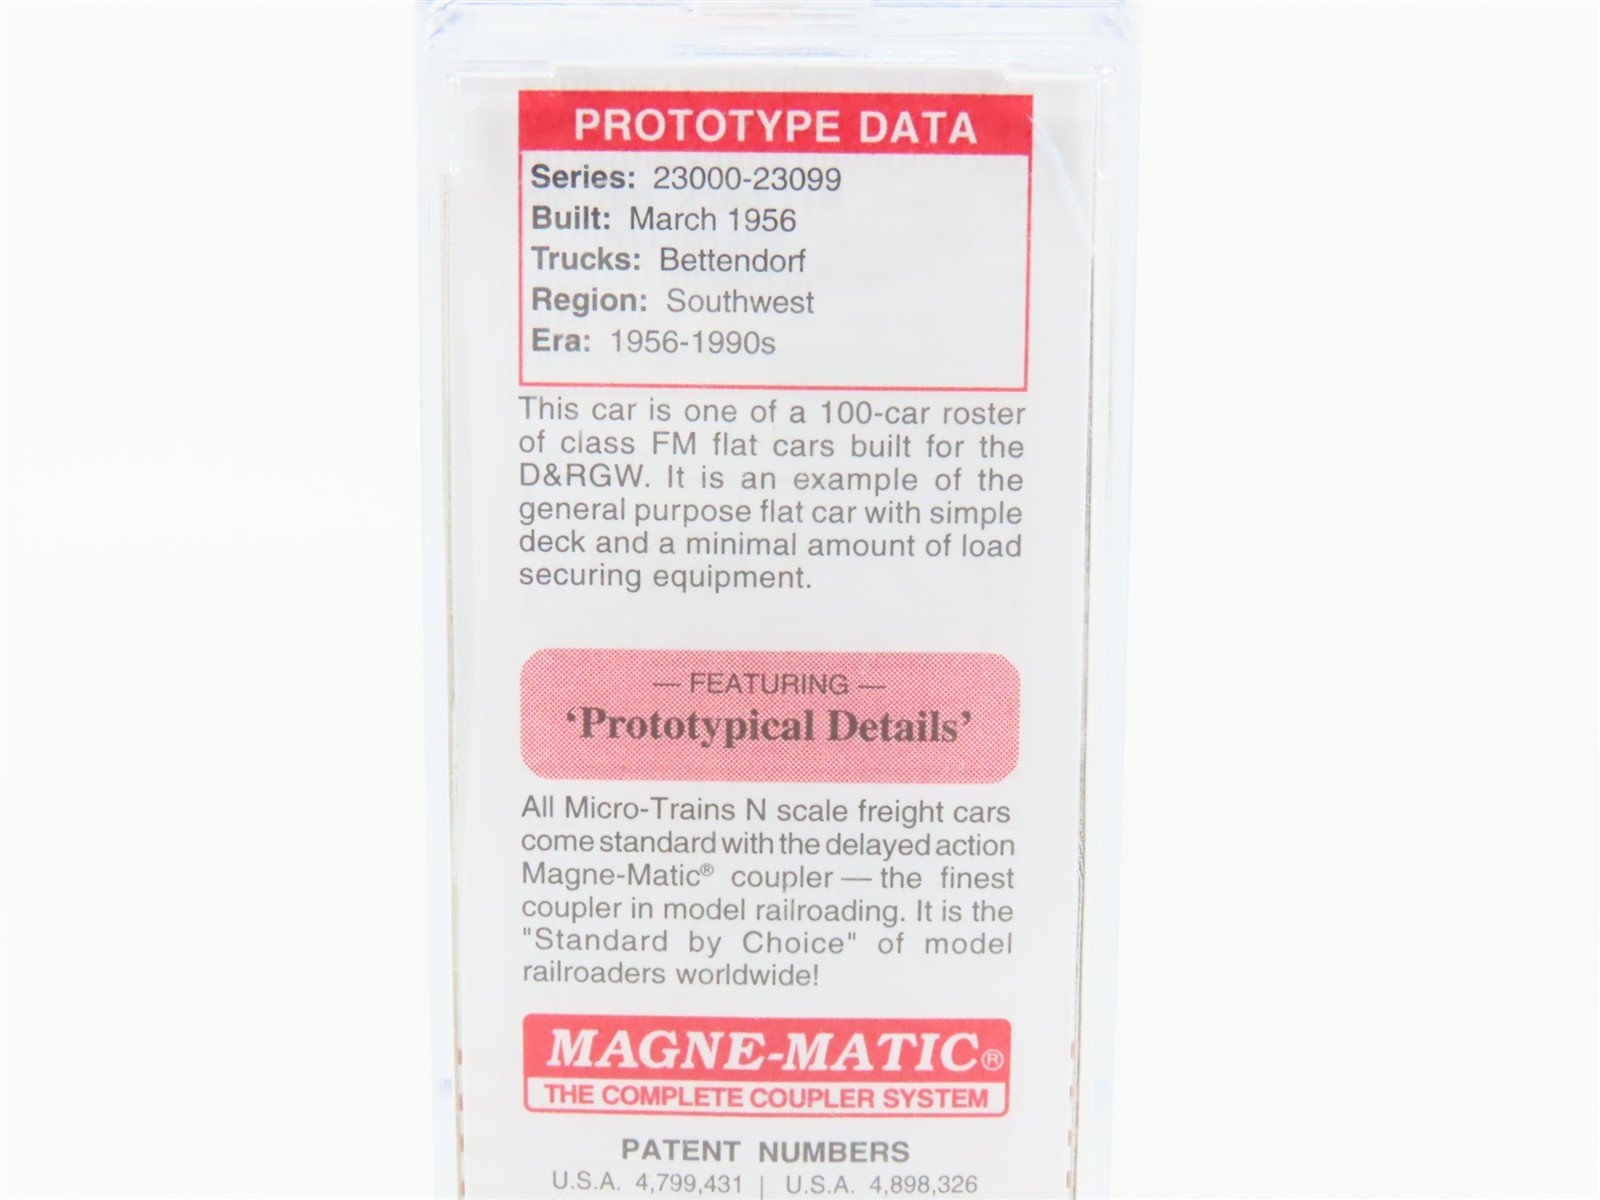 PROTOTYPE DATA
Series: 23000-23099
Built: March 1956
Trucks: Bettendorf
Region: Southwest
Era: 1956-1990s
This car is one of a 100-car roster
of class FM flat cars built for the
D&RGW. It is an example of the
general purpose flat car with simple
deck and a minimal amount of load
securing equipment.
— FEATURING —
‘Prototypical Details’
All Micro-Trains N scale freight cars
come standard with the delayed action
Magne-Matic® coupler — the finest
coupler in model railroading. It is the
"Standard by Choice" of model
railroaders worldwide!
MAGNE-MATIC®
THE COMPLETE COUPLER SYSTEM
PATENT NUMBERS
U.S.A. 4,799,431 | U.S.A. 4,898,326